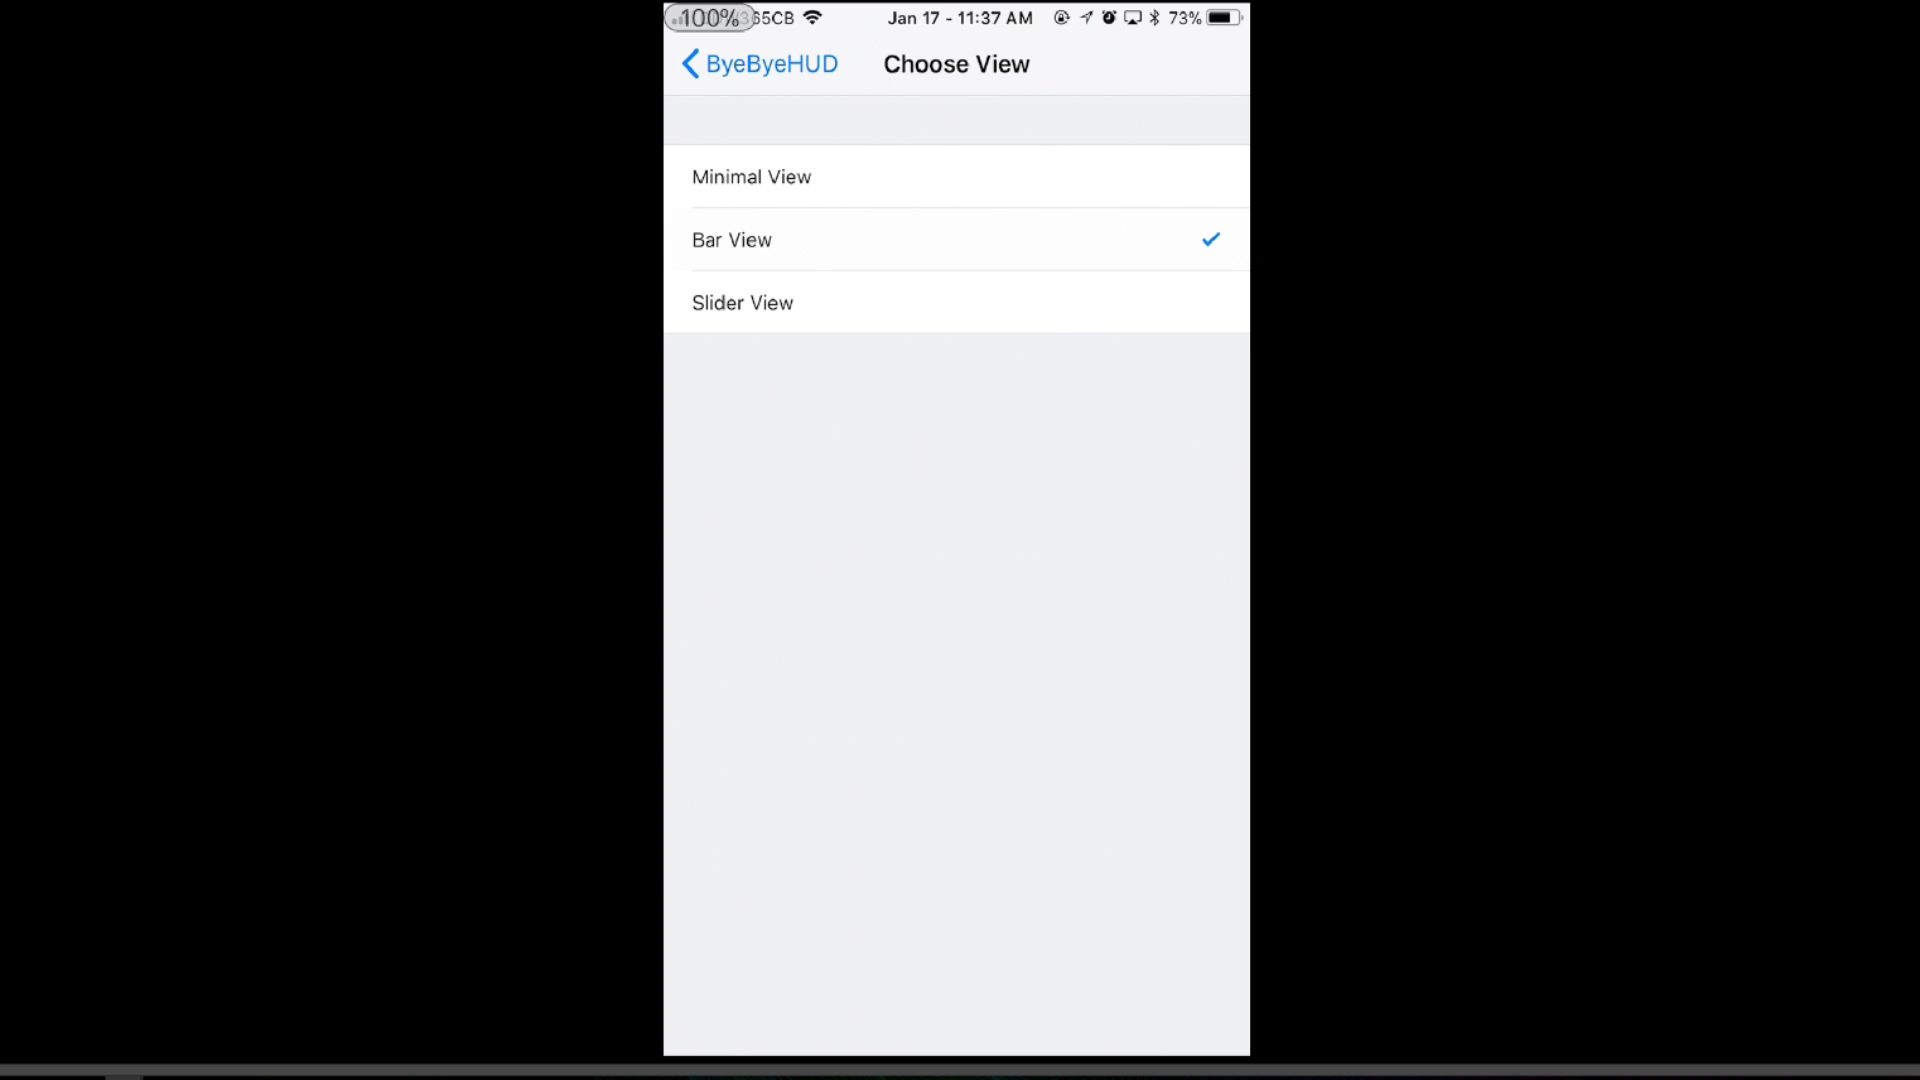 100% 65CB Jan 17 - 11:37 AM 73%
ByeByeHUD Choose View
Minimal View
Bar View
Slider View